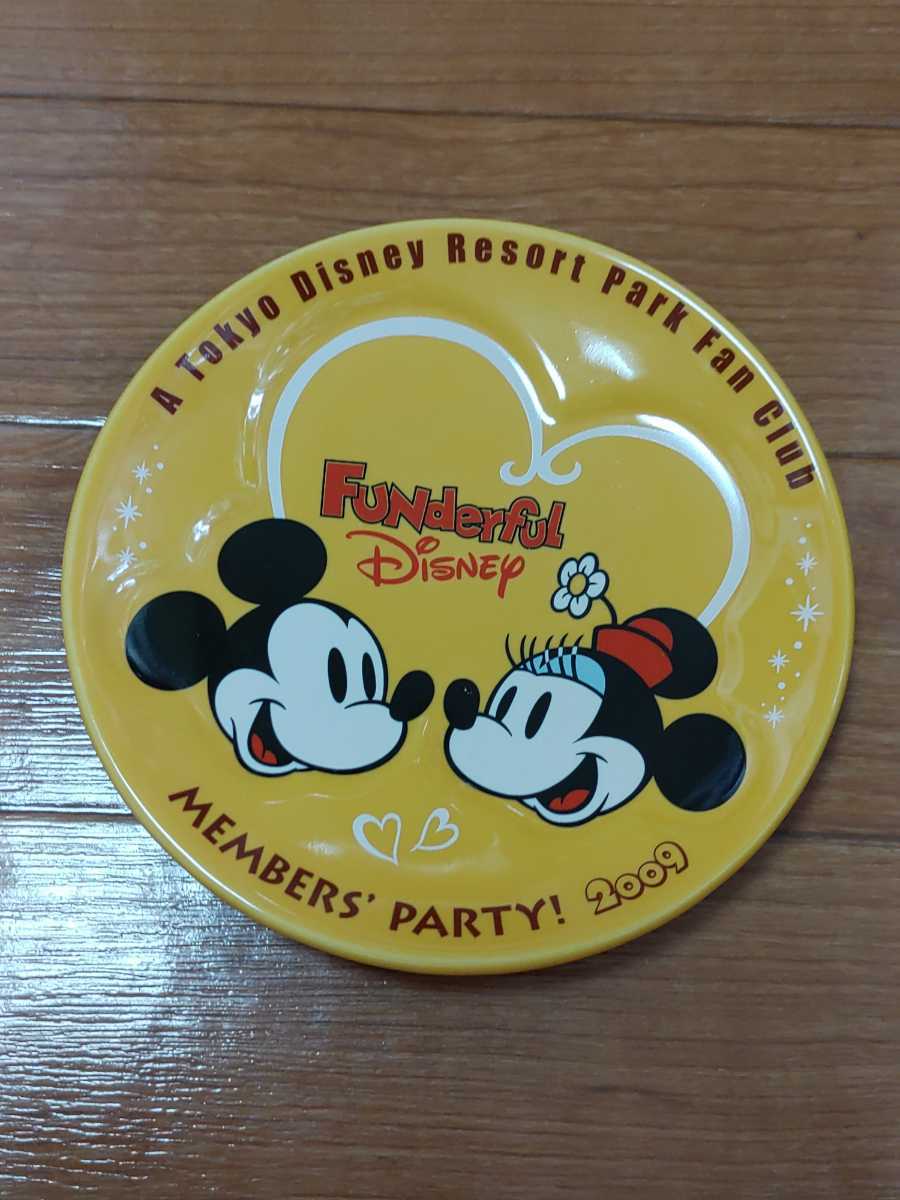 A Tokyo Disney Resort Park Fan Club
FUNderful
Disney
MEMBERS' PARTY! 2009